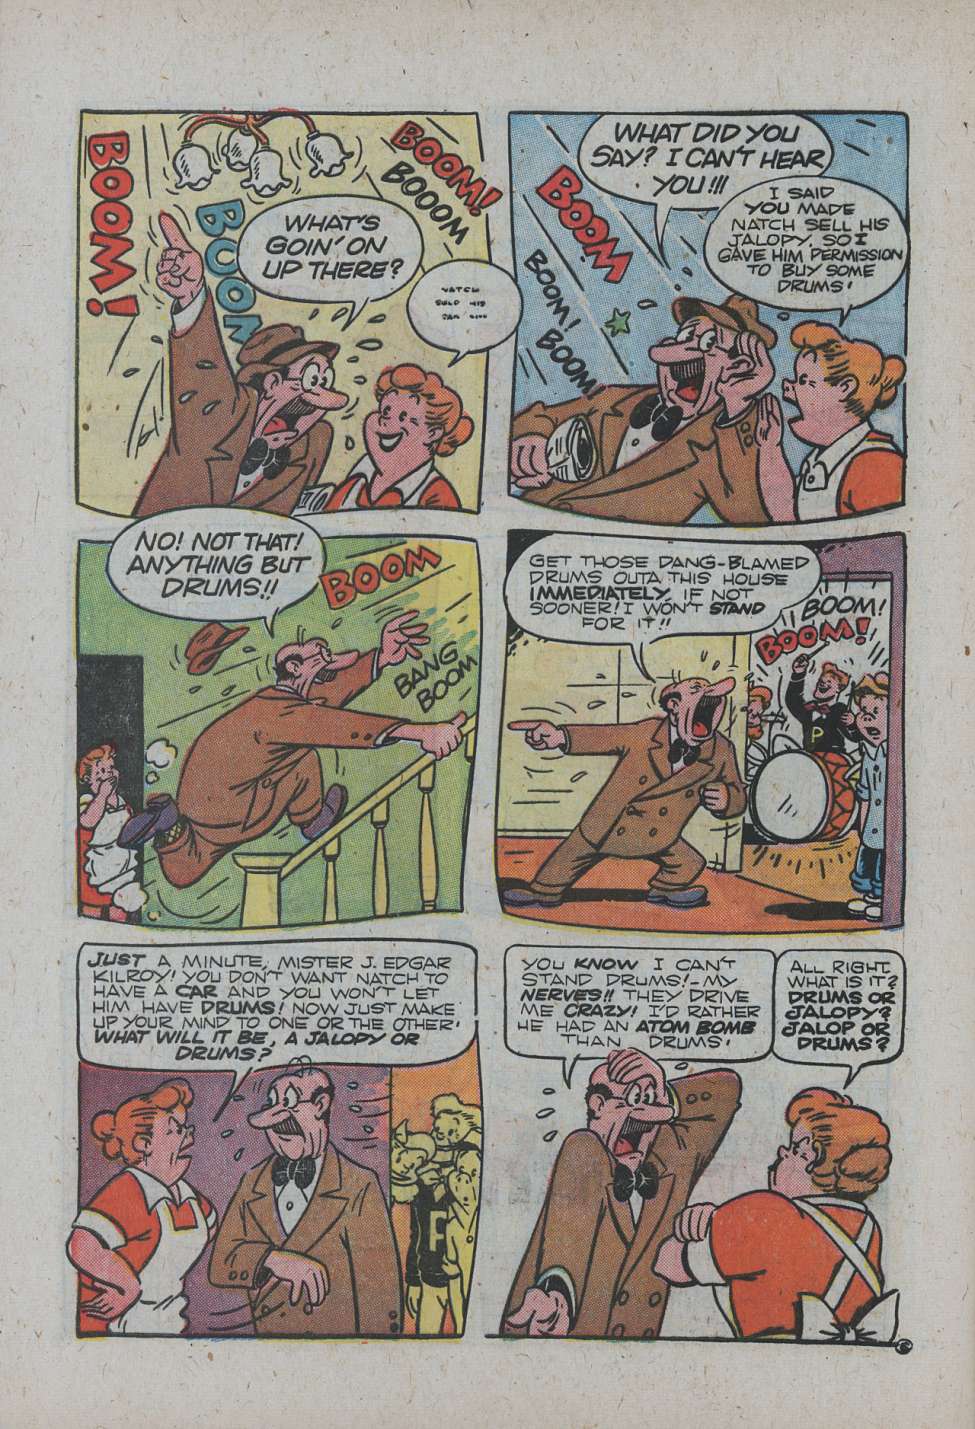 BOOM!
BOOM
BOOM!
BOOOM
WHAT'S
GOIN' ON
UP THERE?
NATCH
SOLD HIS
WHAT DID YOU
SAY? I CAN'T HEAR
YOU!!!
I SAID
YOU MADE
NATCH SELL HIS
JALOPY, SO I
GAVE HIM PERMISSION
TO BUY SOME
DRUMS!
BOOM
BOOM!
BOOM!
NO! NOT THAT!
ANYTHING BUT
DRUMS!!
BOOM
BANG
BOOM
GET THOSE DANG-BLAMED
DRUMS OUTA THIS HOUSE
IMMEDIATELY, IF NOT
SOONER! I WON'T STAND
FOR IT!!
BOOM!
BOOM!
P
JUST A MINUTE, MISTER J. EDGAR
KILROY! YOU DON'T WANT NATCH TO
HAVE A CAR AND YOU WON'T LET
HIM HAVE DRUMS! NOW JUST MAKE
UP YOUR MIND TO ONE OR THE OTHER!
WHAT WILL IT BE, A JALOPY OR
DRUMS?
P
YOU KNOW I CAN'T
STAND DRUMS!-MY
NERVES!! THEY DRIVE
ME CRAZY! I'D RATHER
HE HAD AN ATOM BOMB
THAN DRUMS!
ALL RIGHT,
WHAT IS IT?
DRUMS OR
JALOPY?
JALOP OR
DRUMS?